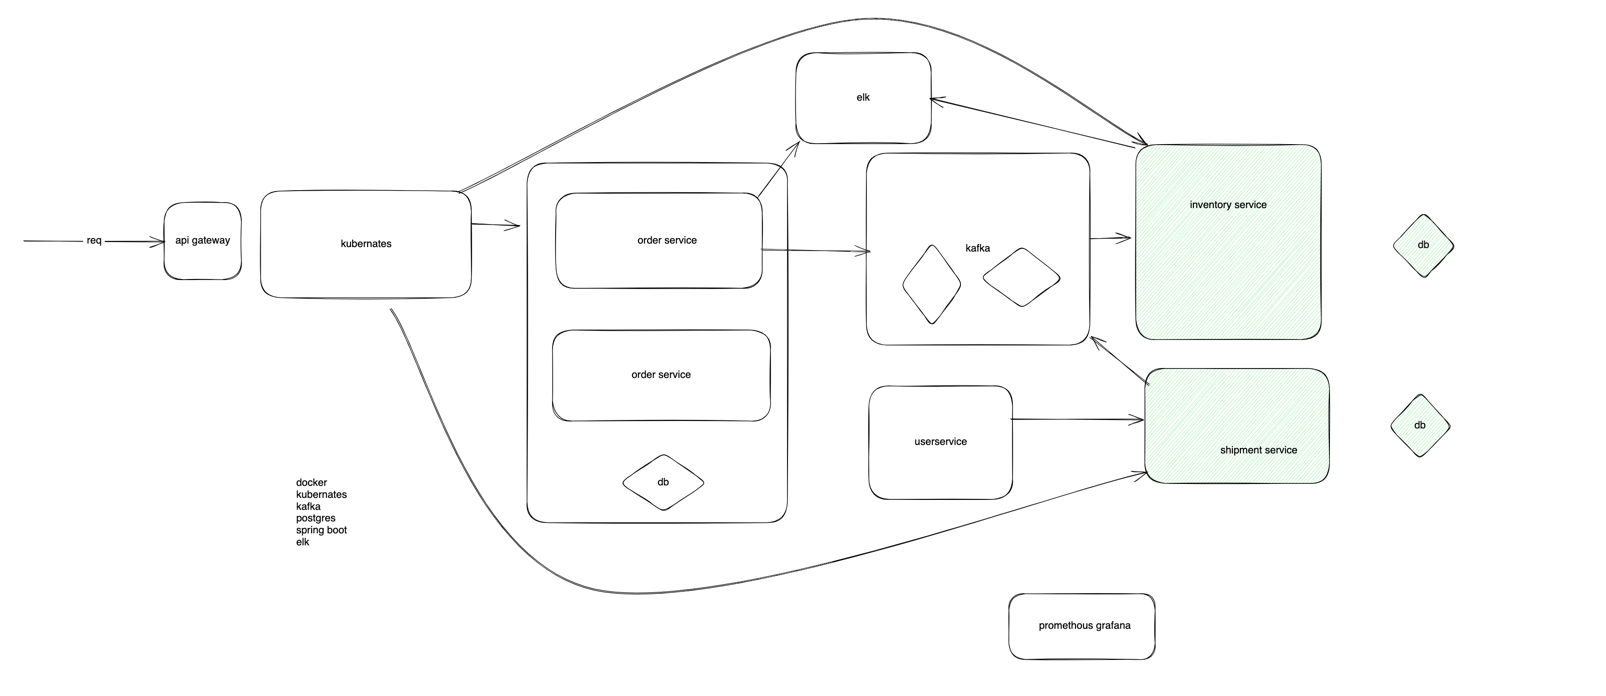 elk
inventory service
req
api gateway
kubernates
order service
kafka
db
order service
userservice
db
shipment service
db
docker
kubernates
kafka
postgres
spring boot
elk
promethous grafana